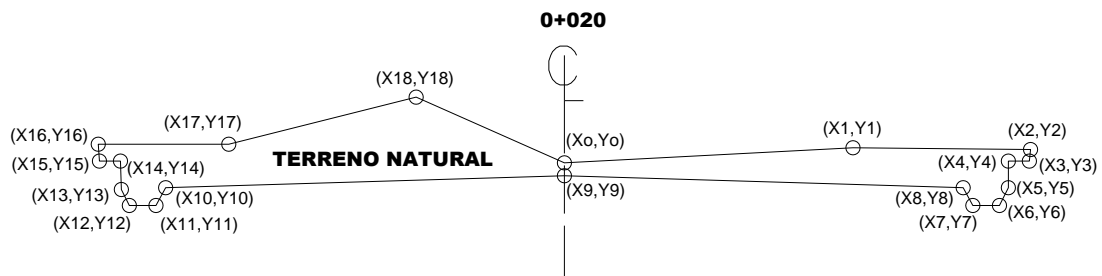 0+020
(X18,Y18)
(X16,Y16)
(X17,Y17)
(Xo,Yo)
(X1,Y1)
(X2,Y2)
(X15,Y15)
(X14,Y14)
TERRENO NATURAL
(X4,Y4)
(X3,Y3)
(X13,Y13)
(X10,Y10)
(X9,Y9)
(X8,Y8)
(X5,Y5)
(X12,Y12)
(X11,Y11)
(X7,Y7)
(X6,Y6)